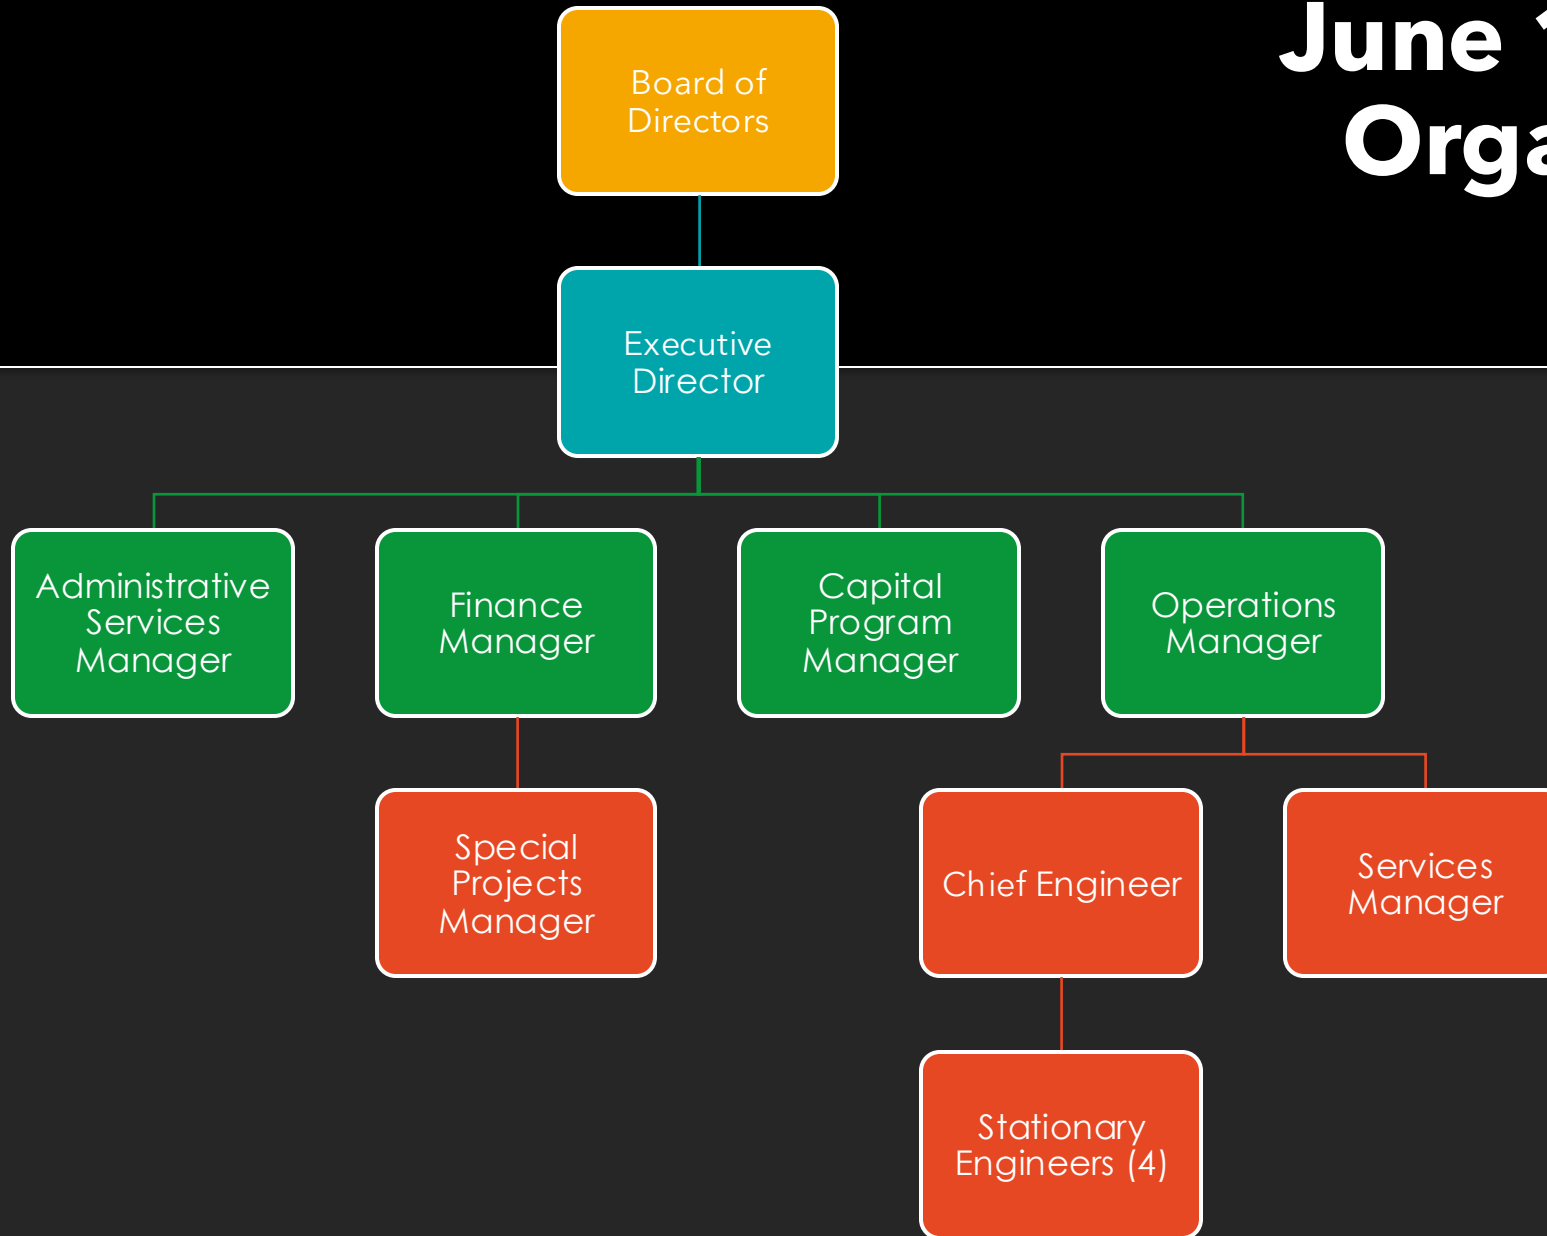 June
Board of
Directors
Executive
Director
Administrative
Services
Manager
Finance
Manager
Capital
Program
Manager
Operations
Manager
Special
Projects
Manager
Chief Engineer
Services
Manager
Stationary
Engineers (4)